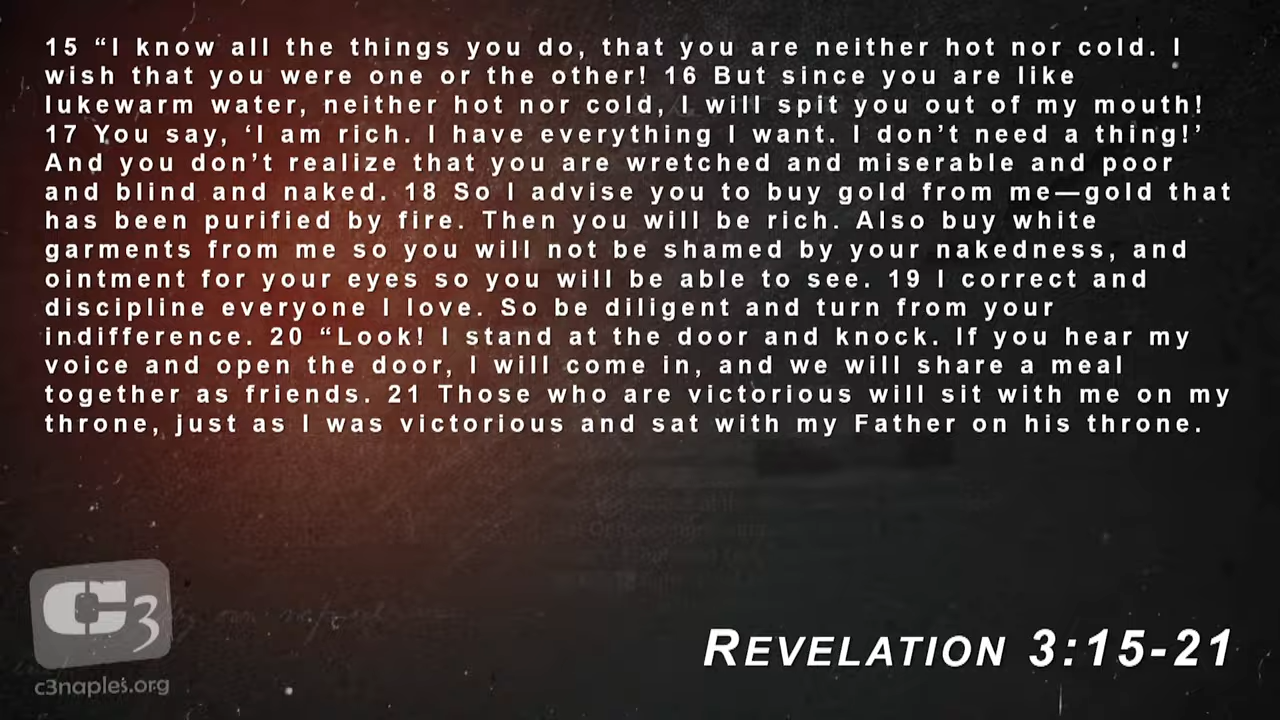 15 “I know all the things you do, that you are neither hot nor cold. I
wish that you were one or the other! 16 But since you are like
lukewarm water, neither hot nor cold, I will spit you out of my mouth!
17 You say, ‘I am rich. I have everything I want. I don’t need a thing!’
And you don’t realize that you are wretched and miserable and poor
and blind and naked. 18 So I advise you to buy gold from me—gold that
has been purified by fire. Then you will be rich. Also buy white
garments from me so you will not be shamed by your nakedness, and
ointment for your eyes so you will be able to see. 19 I correct and
discipline everyone I love. So be diligent and turn from your
indifference. 20 “Look! I stand at the door and knock. If you hear my
voice and open the door, I will come in, and we will share a meal
together as friends. 21 Those who are victorious will sit with me on my
throne, just as I was victorious and sat with my Father on his throne.
C3
c3naples.org
REVELATION 3:15-21